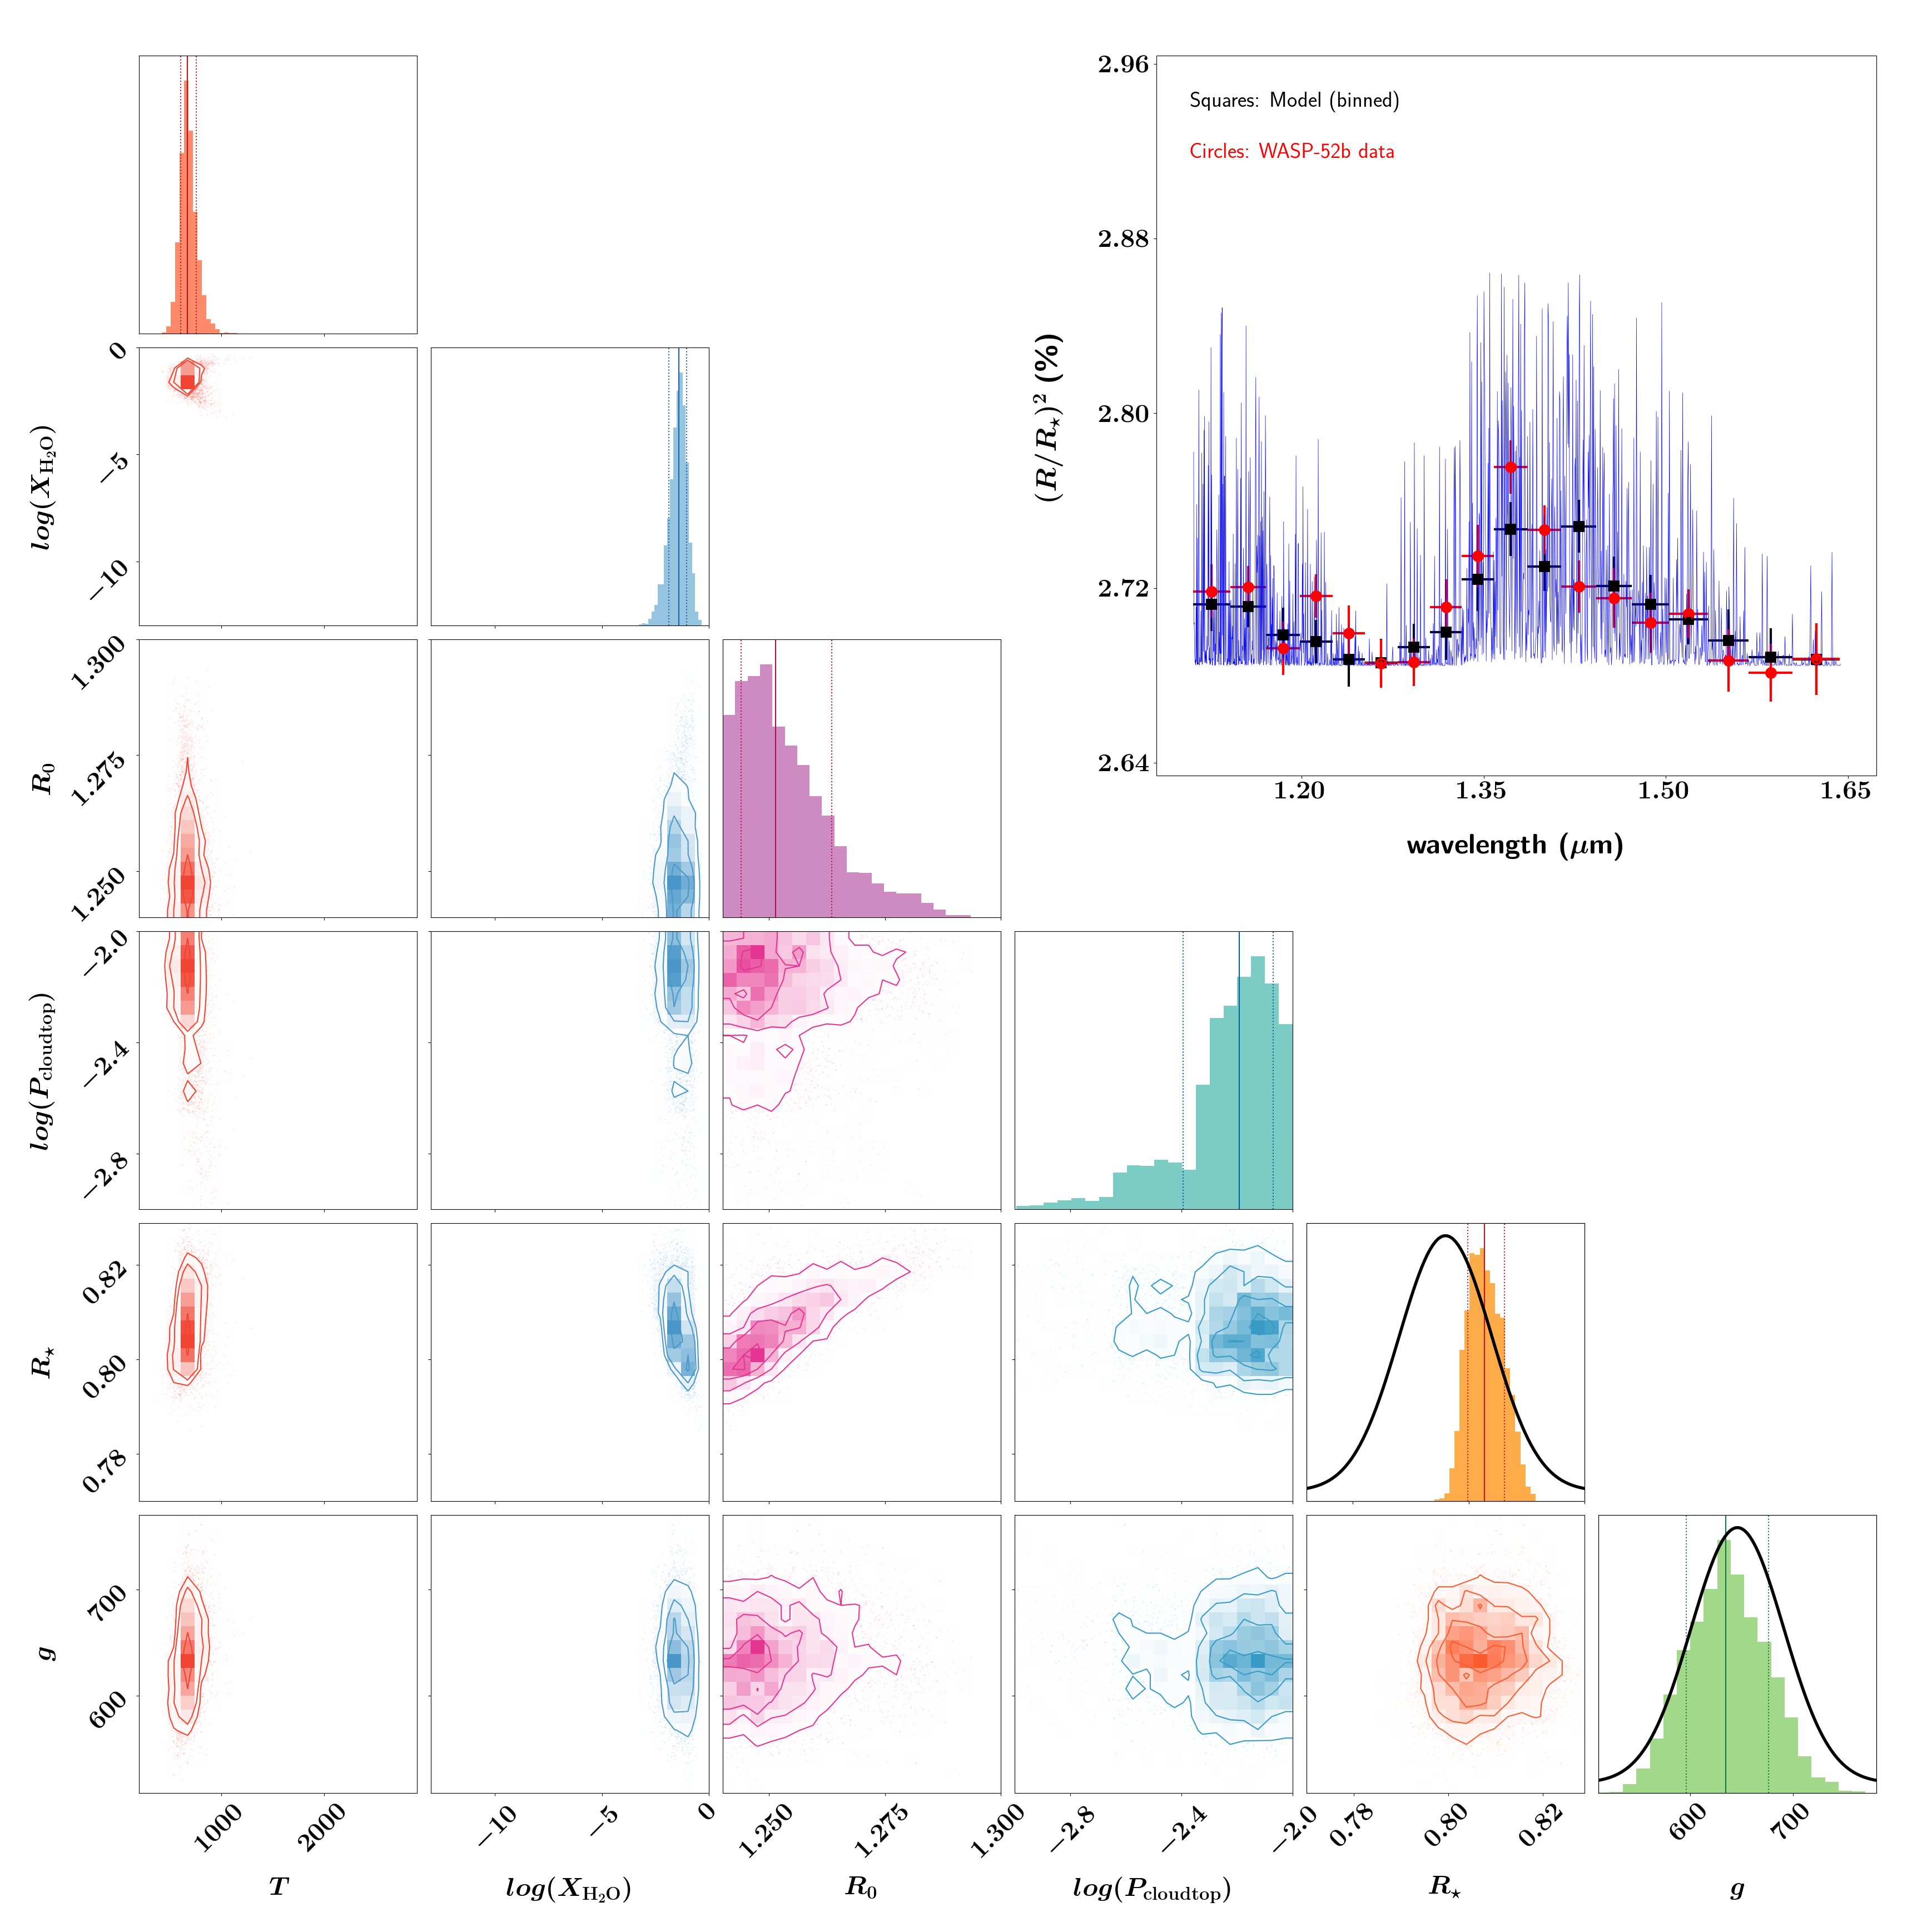 2.96
Squares: Model (binned)
Circles: WASP-52b data
2.88
2.80
2.72
2.64
(R/R⋆)² (%)
1.20 1.35 1.50 1.65
wavelength (μm)
0
−5
−10
log(X_H₂O)
1.300
1.275
1.250
R₀
−2.0
−2.4
−2.8
log(P_cloudtop)
0.82
0.80
0.78
R⋆
700
600
g
1000 2000 −10 −5 0 1.250 1.275 1.300 −2.8 −2.4 −2.0 0.78 0.80 0.82 600 700
T log(X_H₂O) R₀ log(P_cloudtop) R⋆ g